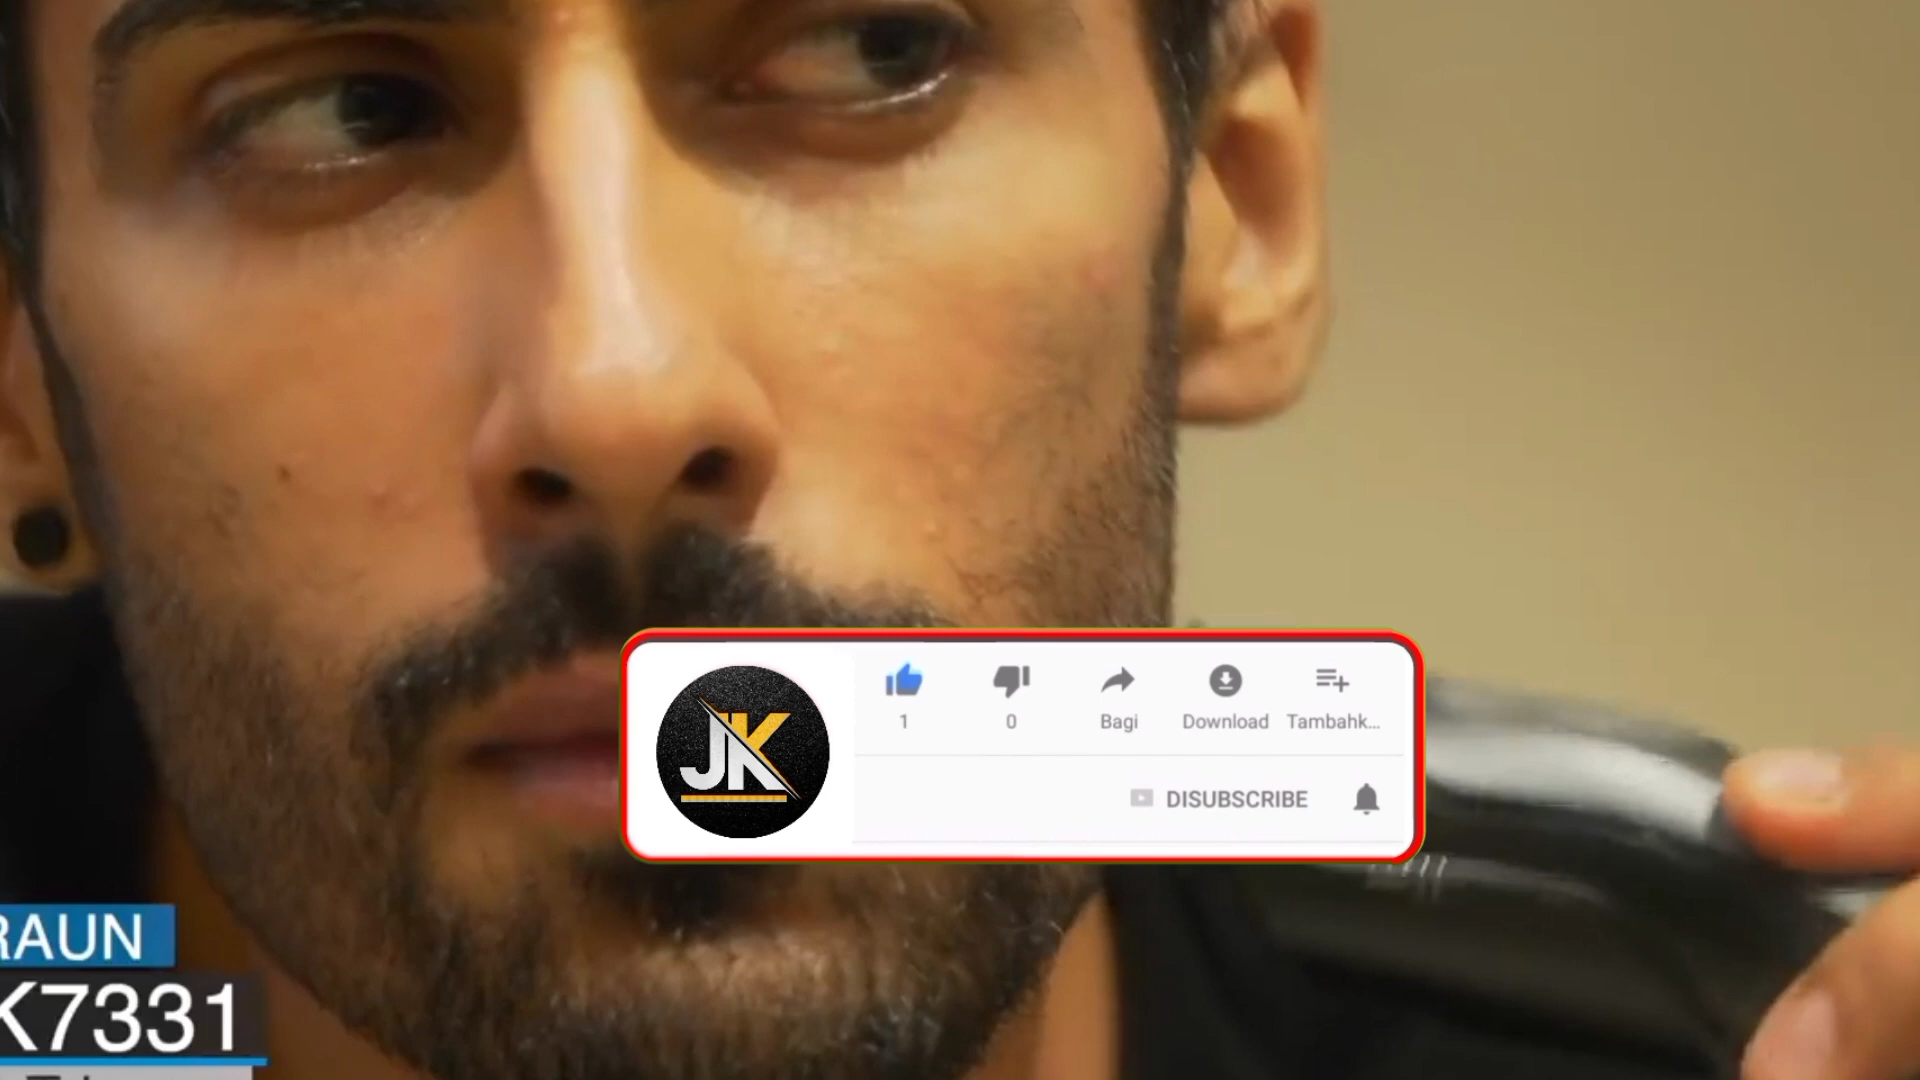 JK
1
0
Bagi
Download
Tambahk...
DISUBSCRIBE
RAUN
K7331